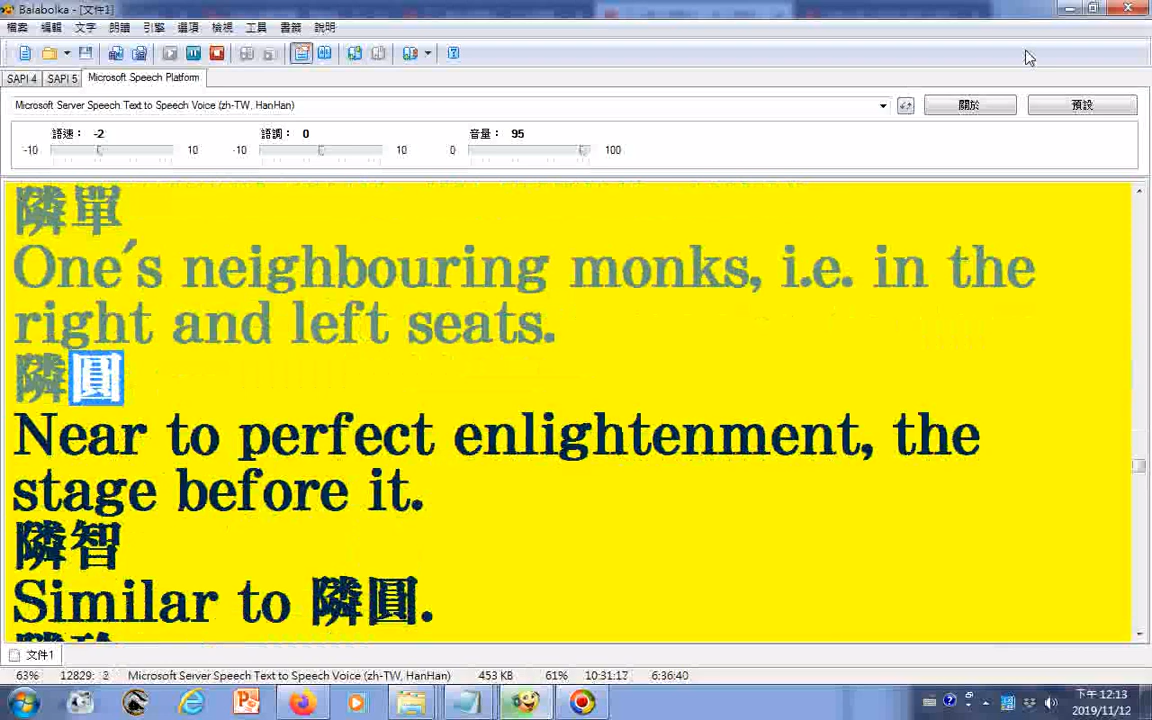 Balabolka - [文件1]
檔案 編輯 文字 朗讀 引擎 選項 檢視 工具 書籤 說明
SAPI 4 SAPI 5 Microsoft Speech Platform
Microsoft Server Speech Text to Speech Voice (zh-TW, HanHan) 關於 預設
語速： -2 語調： 0 音量： 95
-10 10 -10 10 0 100
隣單
One´s neighbouring monks, i.e. in the
right and left seats.
隣圓
Near to perfect enlightenment, the
stage before it.
隣智
Similar to 隣圓.
文件1
63% 12829: 2 Microsoft Server Speech Text to Speech Voice (zh-TW, HanHan) 453 KB 61% 10:31:17 6:36:40
下午 12:13
2019/11/12